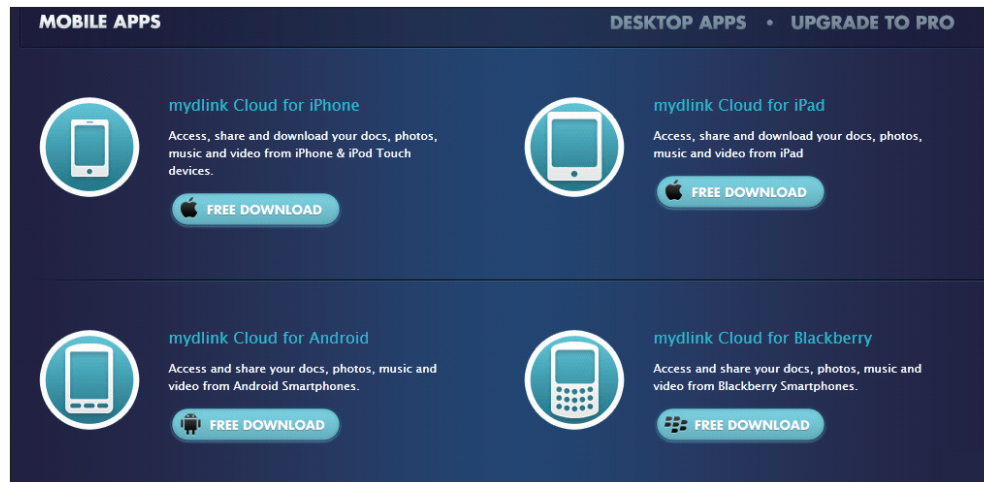 MOBILE APPS
DESKTOP APPS • UPGRADE TO PRO
mydlink Cloud for iPhone
Access, share and download your docs, photos,
music and video from iPhone & iPod Touch
devices.
FREE DOWNLOAD
mydlink Cloud for iPad
Access, share and download your docs, photos,
music and video from iPad
FREE DOWNLOAD
mydlink Cloud for Android
Access and share your docs, photos, music and
video from Android Smartphones.
FREE DOWNLOAD
mydlink Cloud for Blackberry
Access and share your docs, photos, music and
video from Blackberry Smartphones.
FREE DOWNLOAD